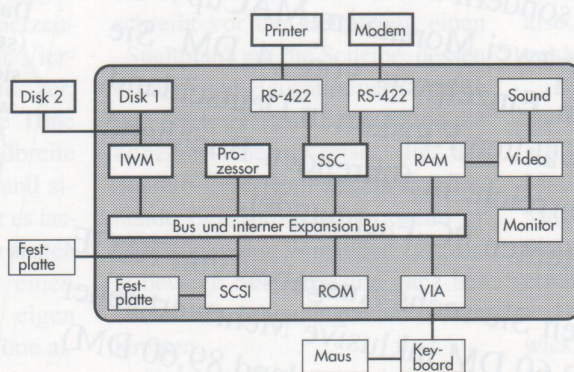 Printer
Modem
Disk 2
Disk 1
RS-422
RS-422
Sound
IWM
Pro-
zessor
SSC
RAM
Video
Bus und interner Expansion Bus
Monitor
Fest-
platte
Fest-
platte
SCSI
ROM
VIA
Maus
Key-
board